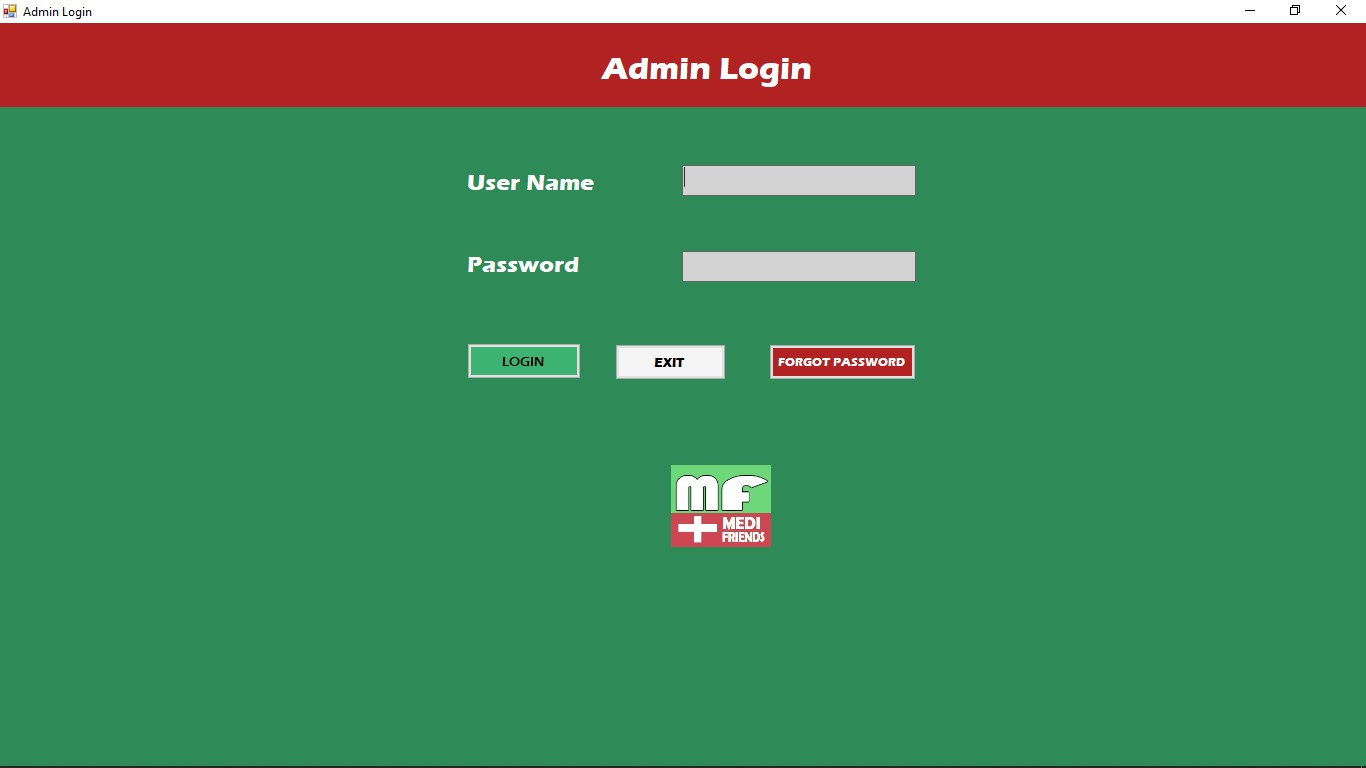 Admin Login
Admin Login
User Name
Password
LOGIN
EXIT
FORGOT PASSWORD
mf
MEDI
FRIENDS